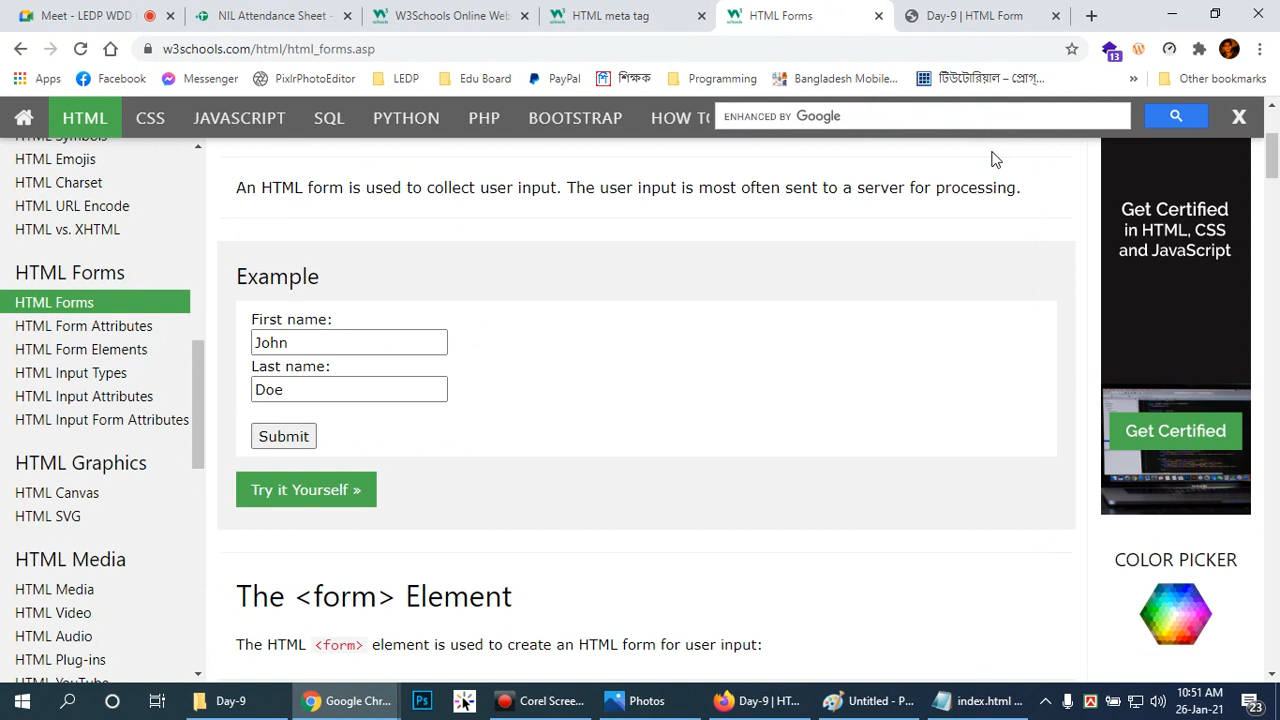 Meet - LEDP WDD
NIL Attendance Sheet -
W3Schools Online Web
HTML meta tag
HTML Forms
Day-9 | HTML Form
w3schools.com/html/html_forms.asp
13
Apps
Facebook
Messenger
PixlrPhotoEditor
LEDP
Edu Board
PayPal
শিক্ষক
Programming
Bangladesh Mobile...
টিউটোরিয়াল – প্রোগ্...
Other bookmarks
HTML
CSS
JAVASCRIPT
SQL
PYTHON
PHP
BOOTSTRAP
HOW TO
ENHANCED BY Google
X
HTML Symbols
HTML Emojis
HTML Charset
HTML URL Encode
HTML vs. XHTML
HTML Forms
HTML Forms
HTML Form Attributes
HTML Form Elements
HTML Input Types
HTML Input Attributes
HTML Input Form Attributes
HTML Graphics
HTML Canvas
HTML SVG
HTML Media
HTML Media
HTML Video
HTML Audio
HTML Plug-ins
HTML YouTube
An HTML form is used to collect user input. The user input is most often sent to a server for processing.
Example
First name:
John
Last name:
Doe
Submit
Try it Yourself »
The <form> Element
The HTML <form> element is used to create an HTML form for user input:
Get Certified
in HTML, CSS
and JavaScript
Get Certified
COLOR PICKER
Day-9
Google Chr...
Ps
Corel Screen...
Photos
Day-9 | HT...
Untitled - P...
index.html ...
10:51 AM
26-Jan-21
23